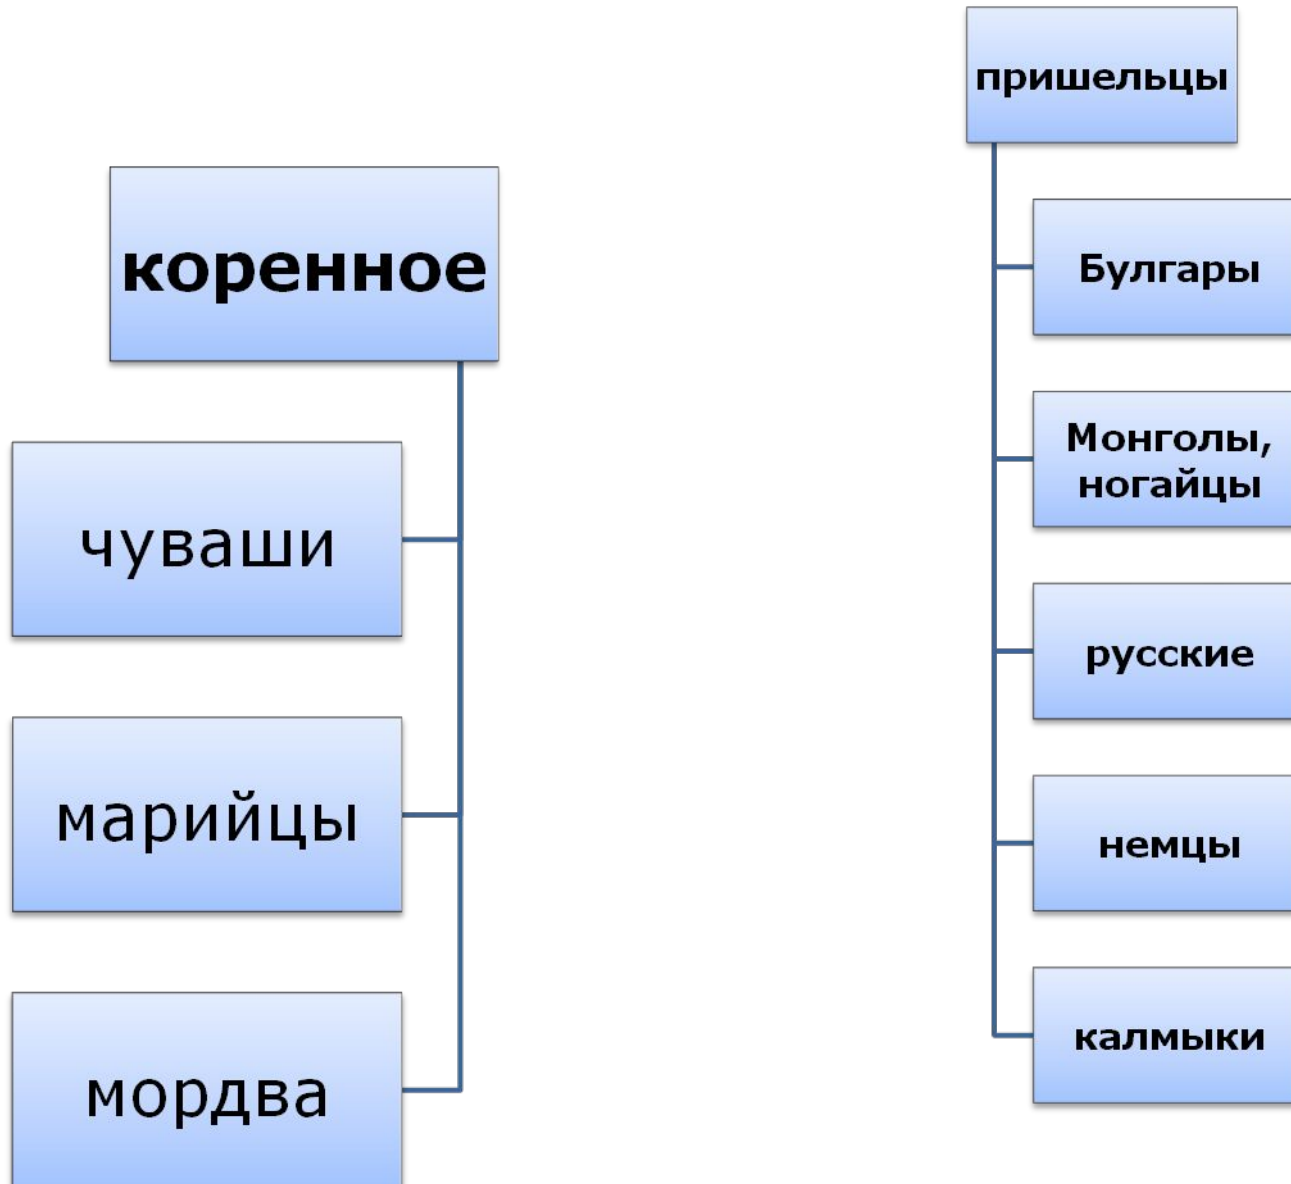 коренное
чуваши
марийцы
мордва
пришельцы
Булгары
Монголы,
ногайцы
русские
немцы
калмыки